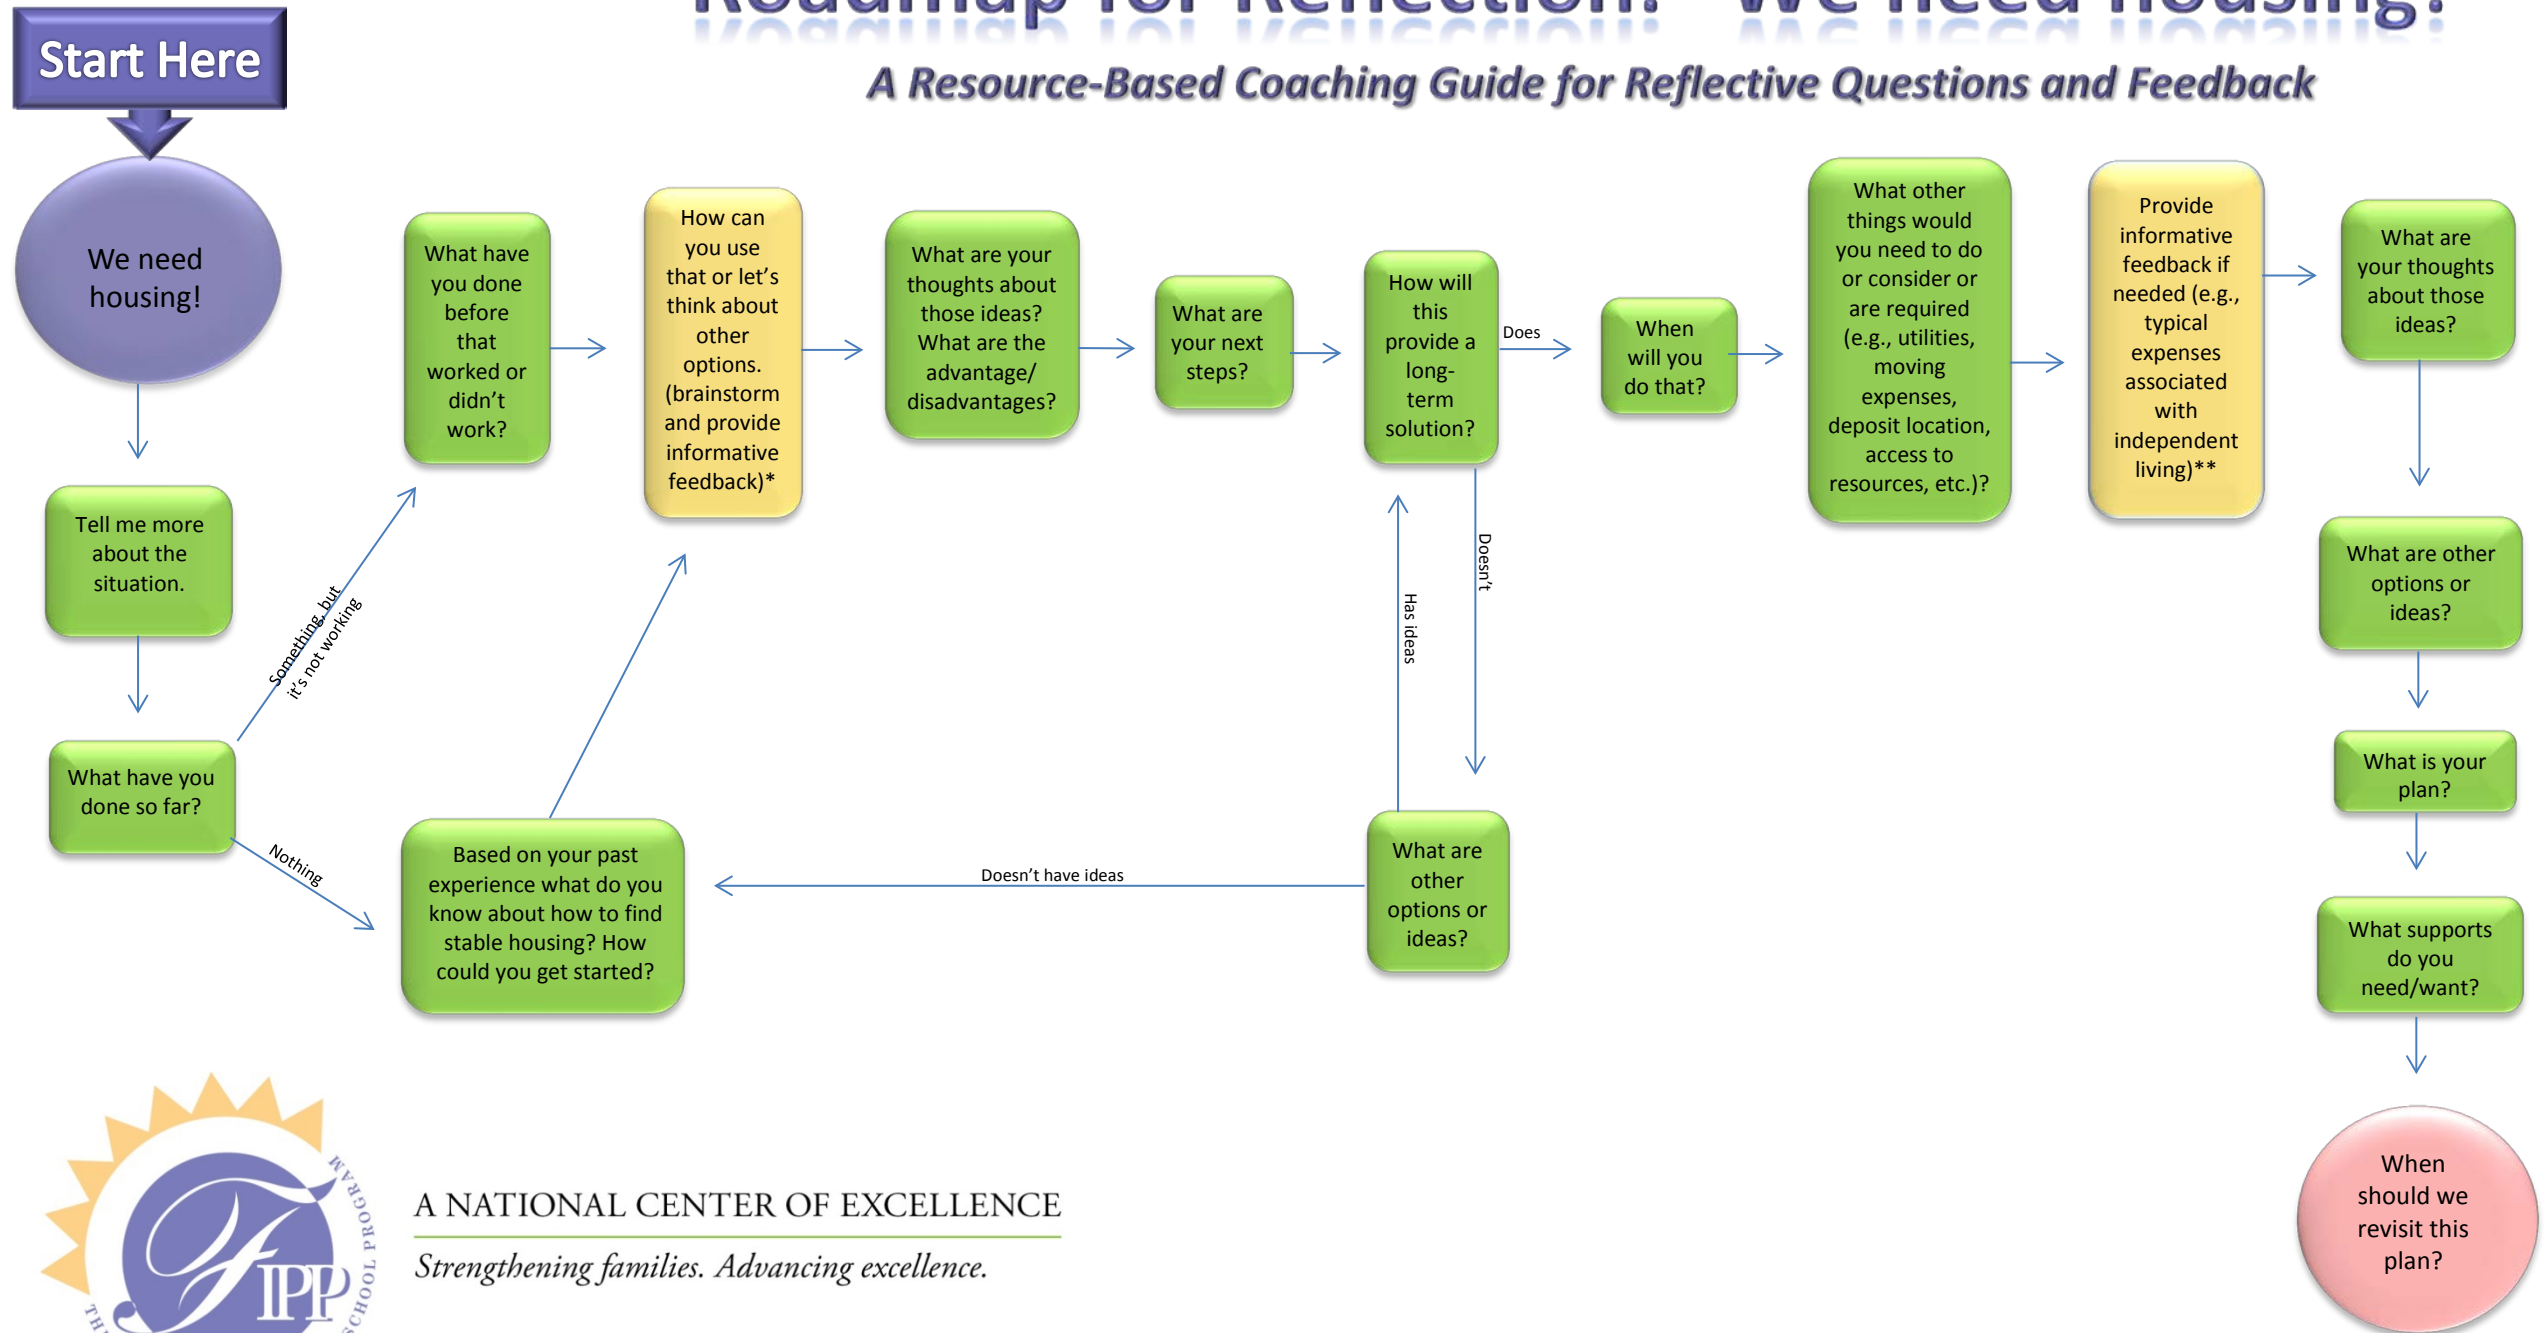 Start Here
Roadmap for Reflection: "We need housing!"
A Resource-Based Coaching Guide for Reflective Questions and Feedback
We need
housing!
Tell me more
about the
situation.
What have you
done so far?
Something, but
it's not working
Nothing
What have
you done
before
that
worked or
didn't
work?
Based on your past
experience what do you
know about how to find
stable housing? How
could you get started?
How can
you use
that or let's
think about
other
options.
(brainstorm
and provide
informative
feedback)*
What are your
thoughts about
those ideas?
What are the
advantage/
disadvantages?
What are
your next
steps?
How will
this
provide a
long-
term
solution?
Does
Doesn't
Has ideas
What are
other
options or
ideas?
Doesn't have ideas
When
will you
do that?
What other
things would
you need to do
or consider or
are required
(e.g., utilities,
moving
expenses,
deposit location,
access to
resources, etc.)?
Provide
informative
feedback if
needed (e.g.,
typical
expenses
associated
with
independent
living)**
What are
your thoughts
about those
ideas?
What are other
options or
ideas?
What is your
plan?
What supports
do you
need/want?
When
should we
revisit this
plan?
FIPP
SCHOOL PROGRAM
A NATIONAL CENTER OF EXCELLENCE
Strengthening families. Advancing excellence.